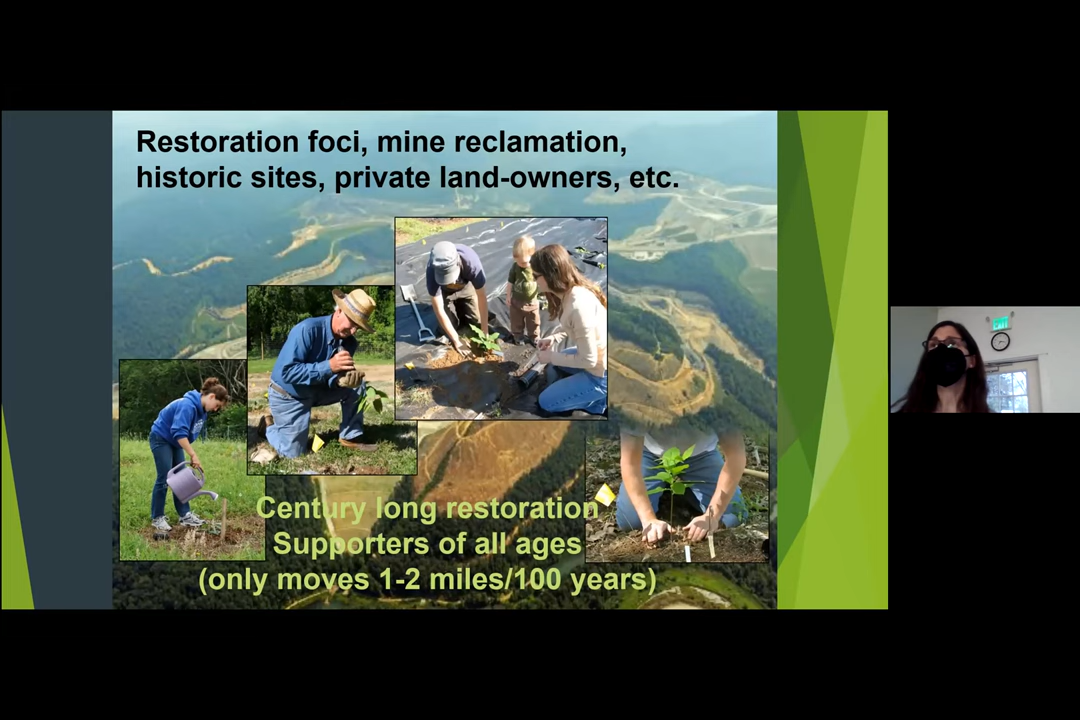 Restoration foci, mine reclamation,
historic sites, private land-owners, etc.
EXIT
Century long restoration
Supporters of all ages
(only moves 1-2 miles/100 years)